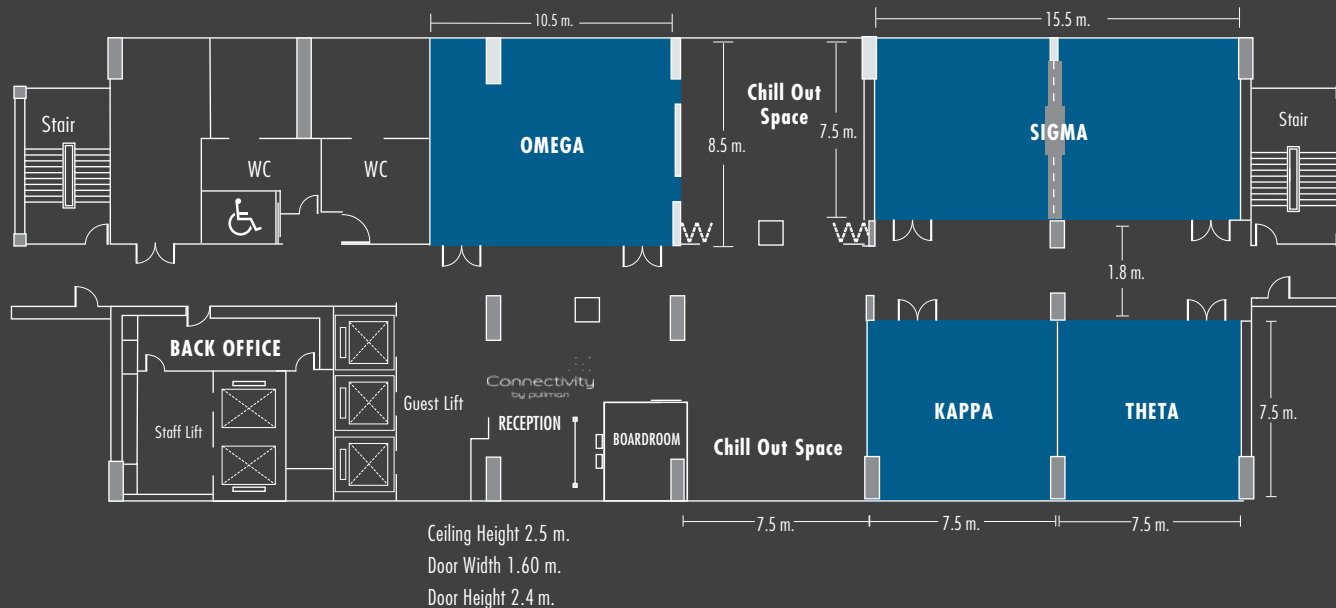 10.5 m.
15.5 m.
Stair
WC
WC
OMEGA
8.5 m.
Chill Out
Space
7.5 m.
SIGMA
Stair
1.8 m.
BACK OFFICE
Staff Lift
Guest Lift
Connectivity
by pullman
RECEPTION
BOARDROOM
Chill Out Space
KAPPA
THETA
7.5 m.
7.5 m.
7.5 m.
7.5 m.
Ceiling Height 2.5 m.
Door Width 1.60 m.
Door Height 2.4 m.